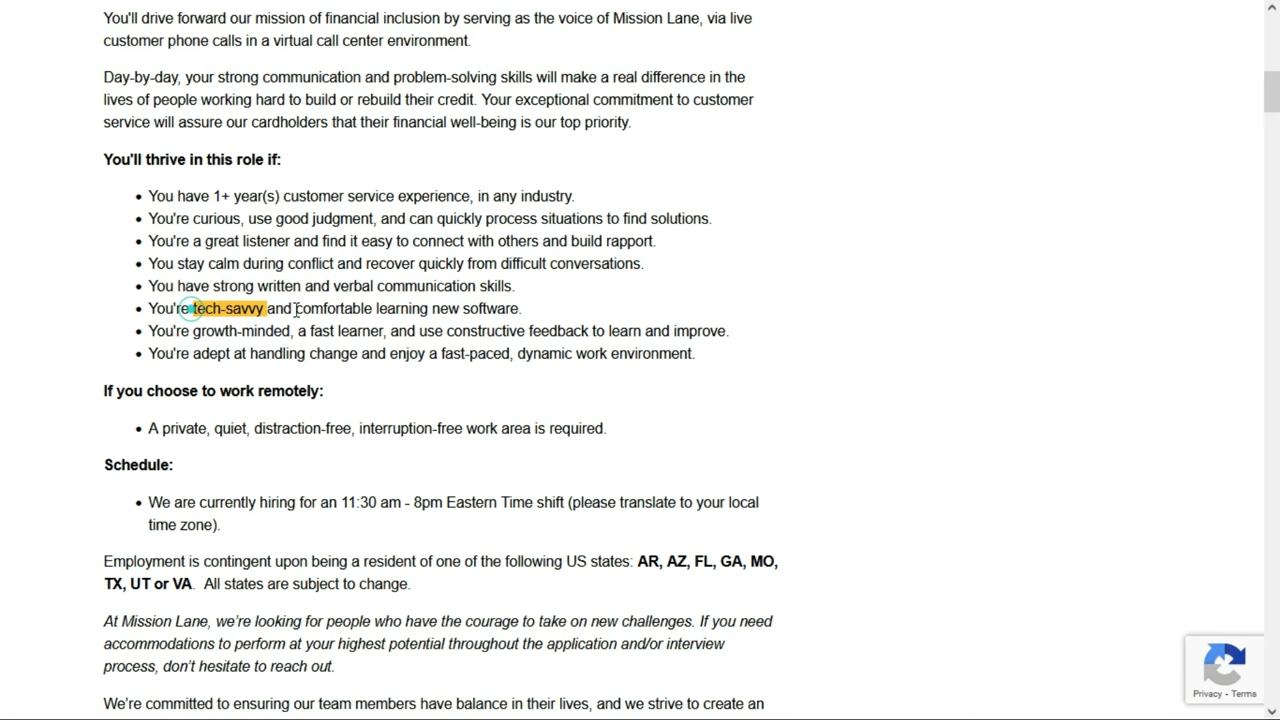 You'll drive forward our mission of financial inclusion by serving as the voice of Mission Lane, via live
customer phone calls in a virtual call center environment.
Day-by-day, your strong communication and problem-solving skills will make a real difference in the
lives of people working hard to build or rebuild their credit. Your exceptional commitment to customer
service will assure our cardholders that their financial well-being is our top priority.
You'll thrive in this role if:
• You have 1+ year(s) customer service experience, in any industry.
• You're curious, use good judgment, and can quickly process situations to find solutions.
• You're a great listener and find it easy to connect with others and build rapport.
• You stay calm during conflict and recover quickly from difficult conversations.
• You have strong written and verbal communication skills.
• You're tech-savvy and comfortable learning new software.
• You're growth-minded, a fast learner, and use constructive feedback to learn and improve.
• You're adept at handling change and enjoy a fast-paced, dynamic work environment.
If you choose to work remotely:
• A private, quiet, distraction-free, interruption-free work area is required.
Schedule:
• We are currently hiring for an 11:30 am - 8pm Eastern Time shift (please translate to your local
time zone).
Employment is contingent upon being a resident of one of the following US states: AR, AZ, FL, GA, MO,
TX, UT or VA. All states are subject to change.
At Mission Lane, we're looking for people who have the courage to take on new challenges. If you need
accommodations to perform at your highest potential throughout the application and/or interview
process, don't hesitate to reach out.
We're committed to ensuring our team members have balance in their lives, and we strive to create an
Privacy - Terms